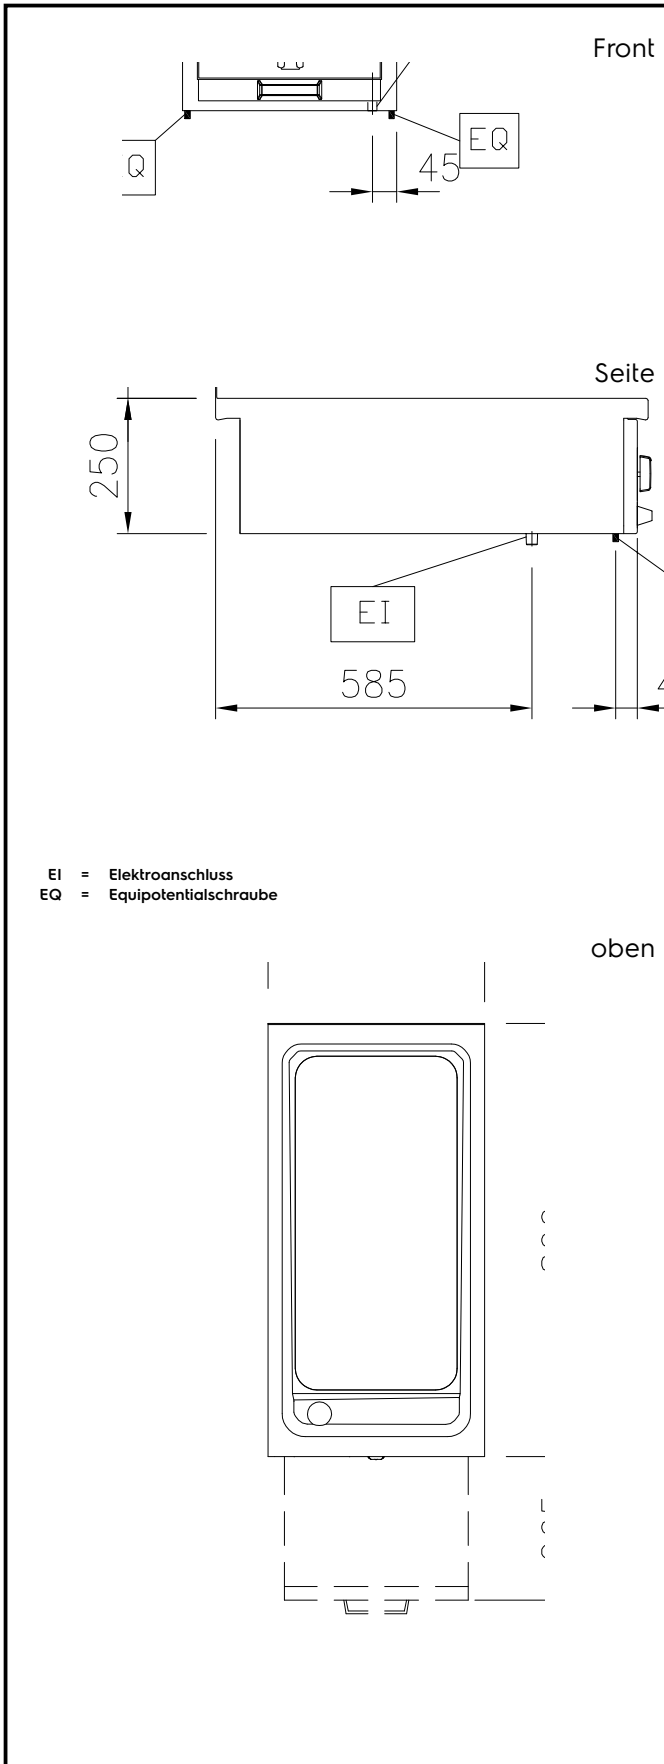 Front
EQ
Q
45
Seite
250
EI
585
EI = Elektroanschluss
EQ = Equipotentialschraube
oben